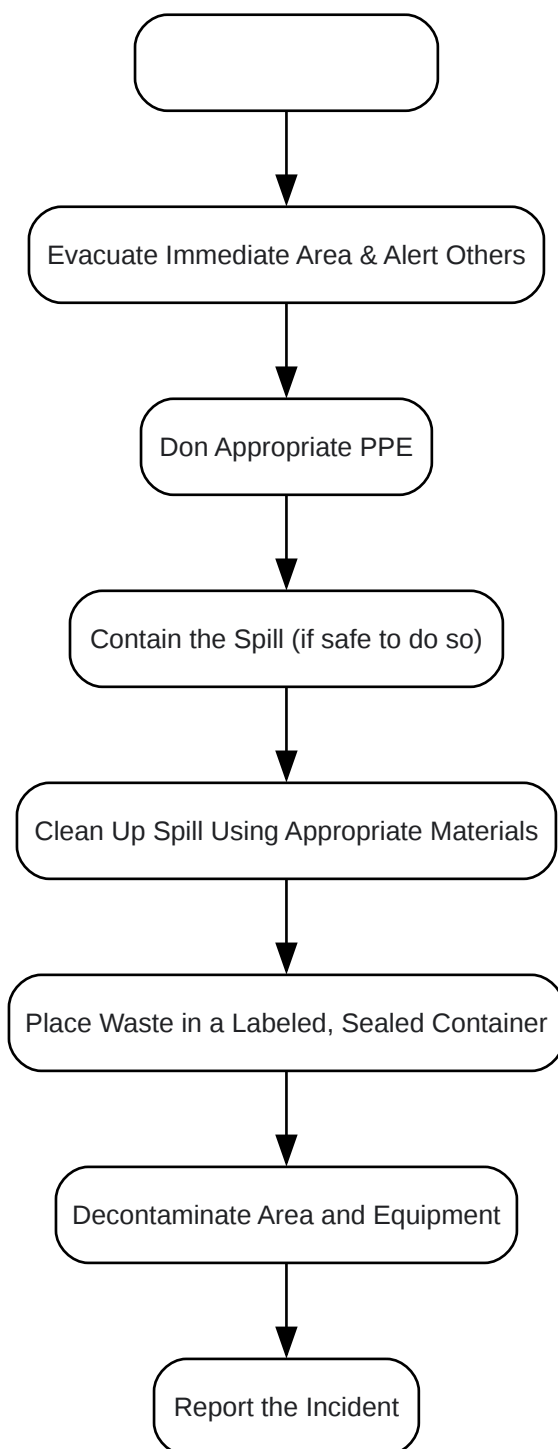 Evacuate Immediate Area & Alert Others
Don Appropriate PPE
Contain the Spill (if safe to do so)
Clean Up Spill Using Appropriate Materials
Place Waste in a Labeled, Sealed Container
Decontaminate Area and Equipment
Report the Incident